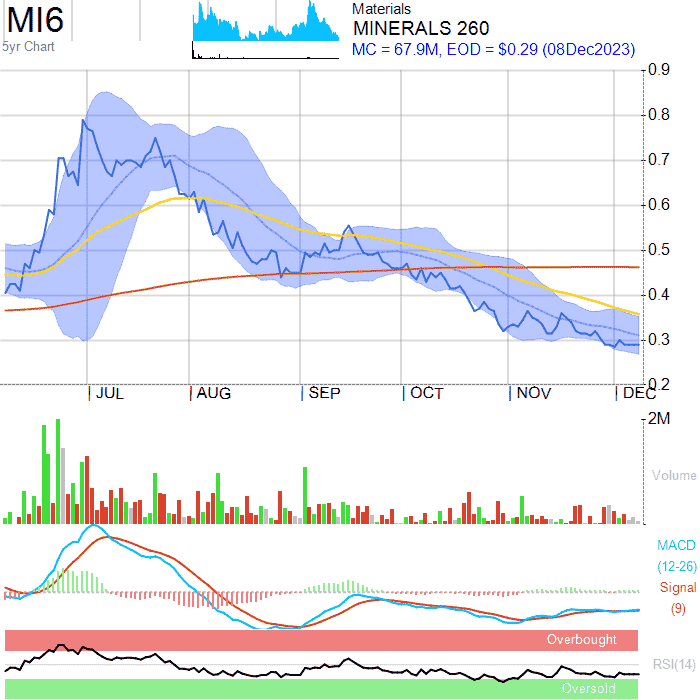 MI6
5yr Chart
Materials
MINERALS 260
MC = 67.9M, EOD = $0.29 (08Dec2023)
0.9
0.8
0.7
0.6
0.5
0.4
0.3
0.2
JUL AUG SEP OCT NOV DEC
2M
Volume
MACD
(12-26)
Signal
(9)
Overbought
RSI(14)
Oversold